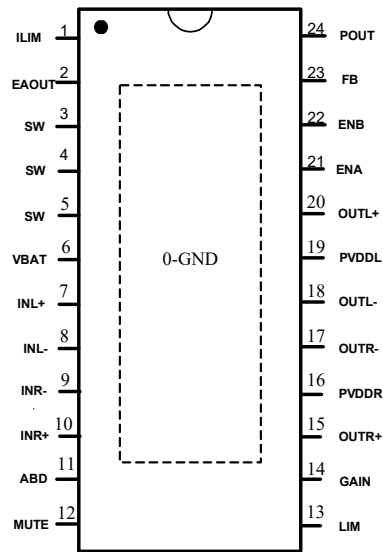 ILIM 1
EAOUT 2
SW 3
SW 4
SW 5
VBAT 6
INL+ 7
INL- 8
INR- 9
INR+ 10
ABD 11
MUTE 12
0-GND
24 POUT
23 FB
22 ENB
21 ENA
20 OUTL+
19 PVDDL
18 OUTL-
17 OUTR-
16 PVDDR
15 OUTR+
14 GAIN
13 LIM